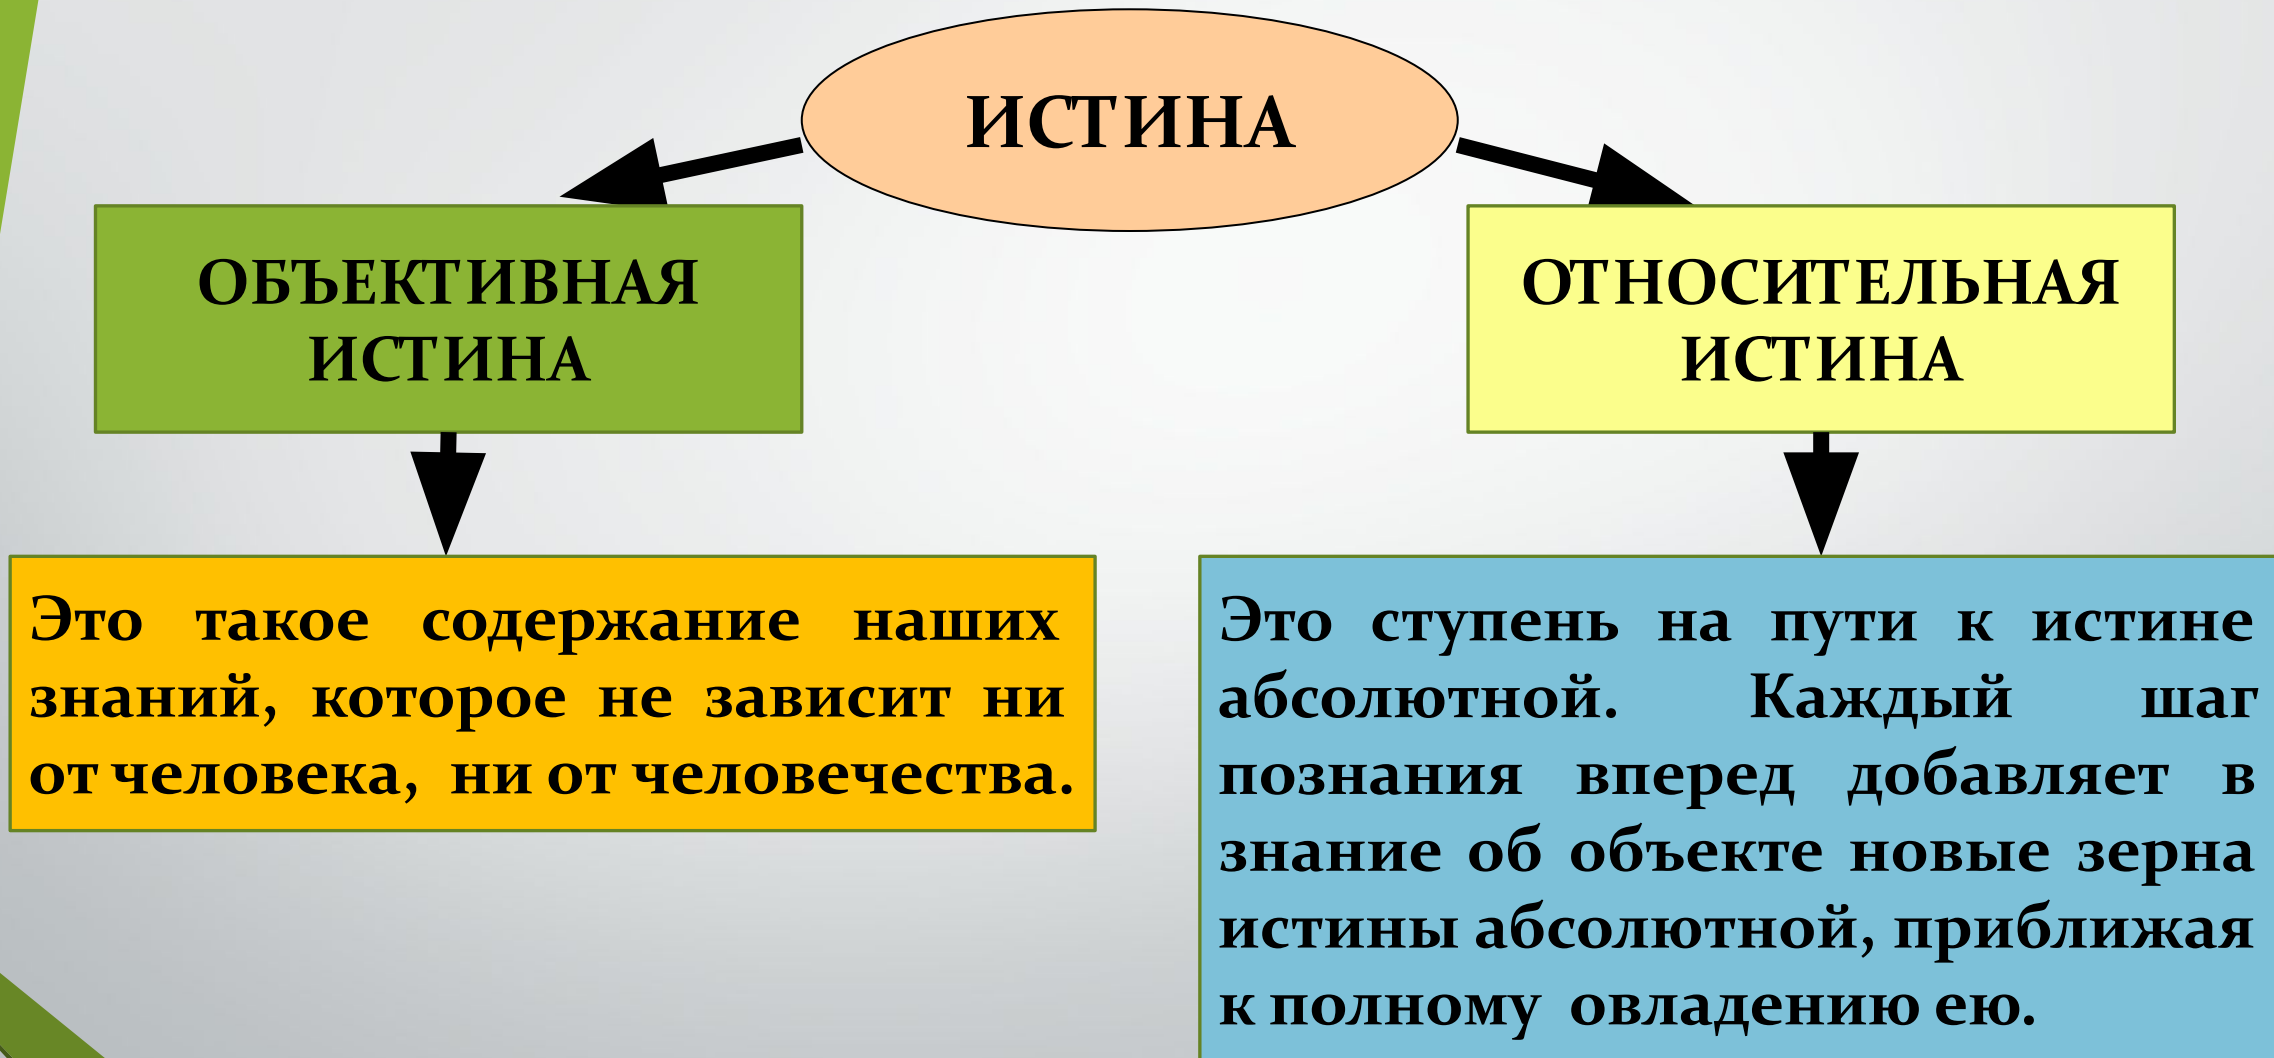 ИСТИНА
ОБЪЕКТИВНАЯ
ИСТИНА
ОТНОСИТЕЛЬНАЯ
ИСТИНА
Это такое содержание наших
знаний, которое не зависит ни
от человека, ни от человечества.
Это ступень на пути к истине
абсолютной. Каждый шаг
познания вперед добавляет в
знание об объекте новые зерна
истины абсолютной, приближая
к полному овладению ею.